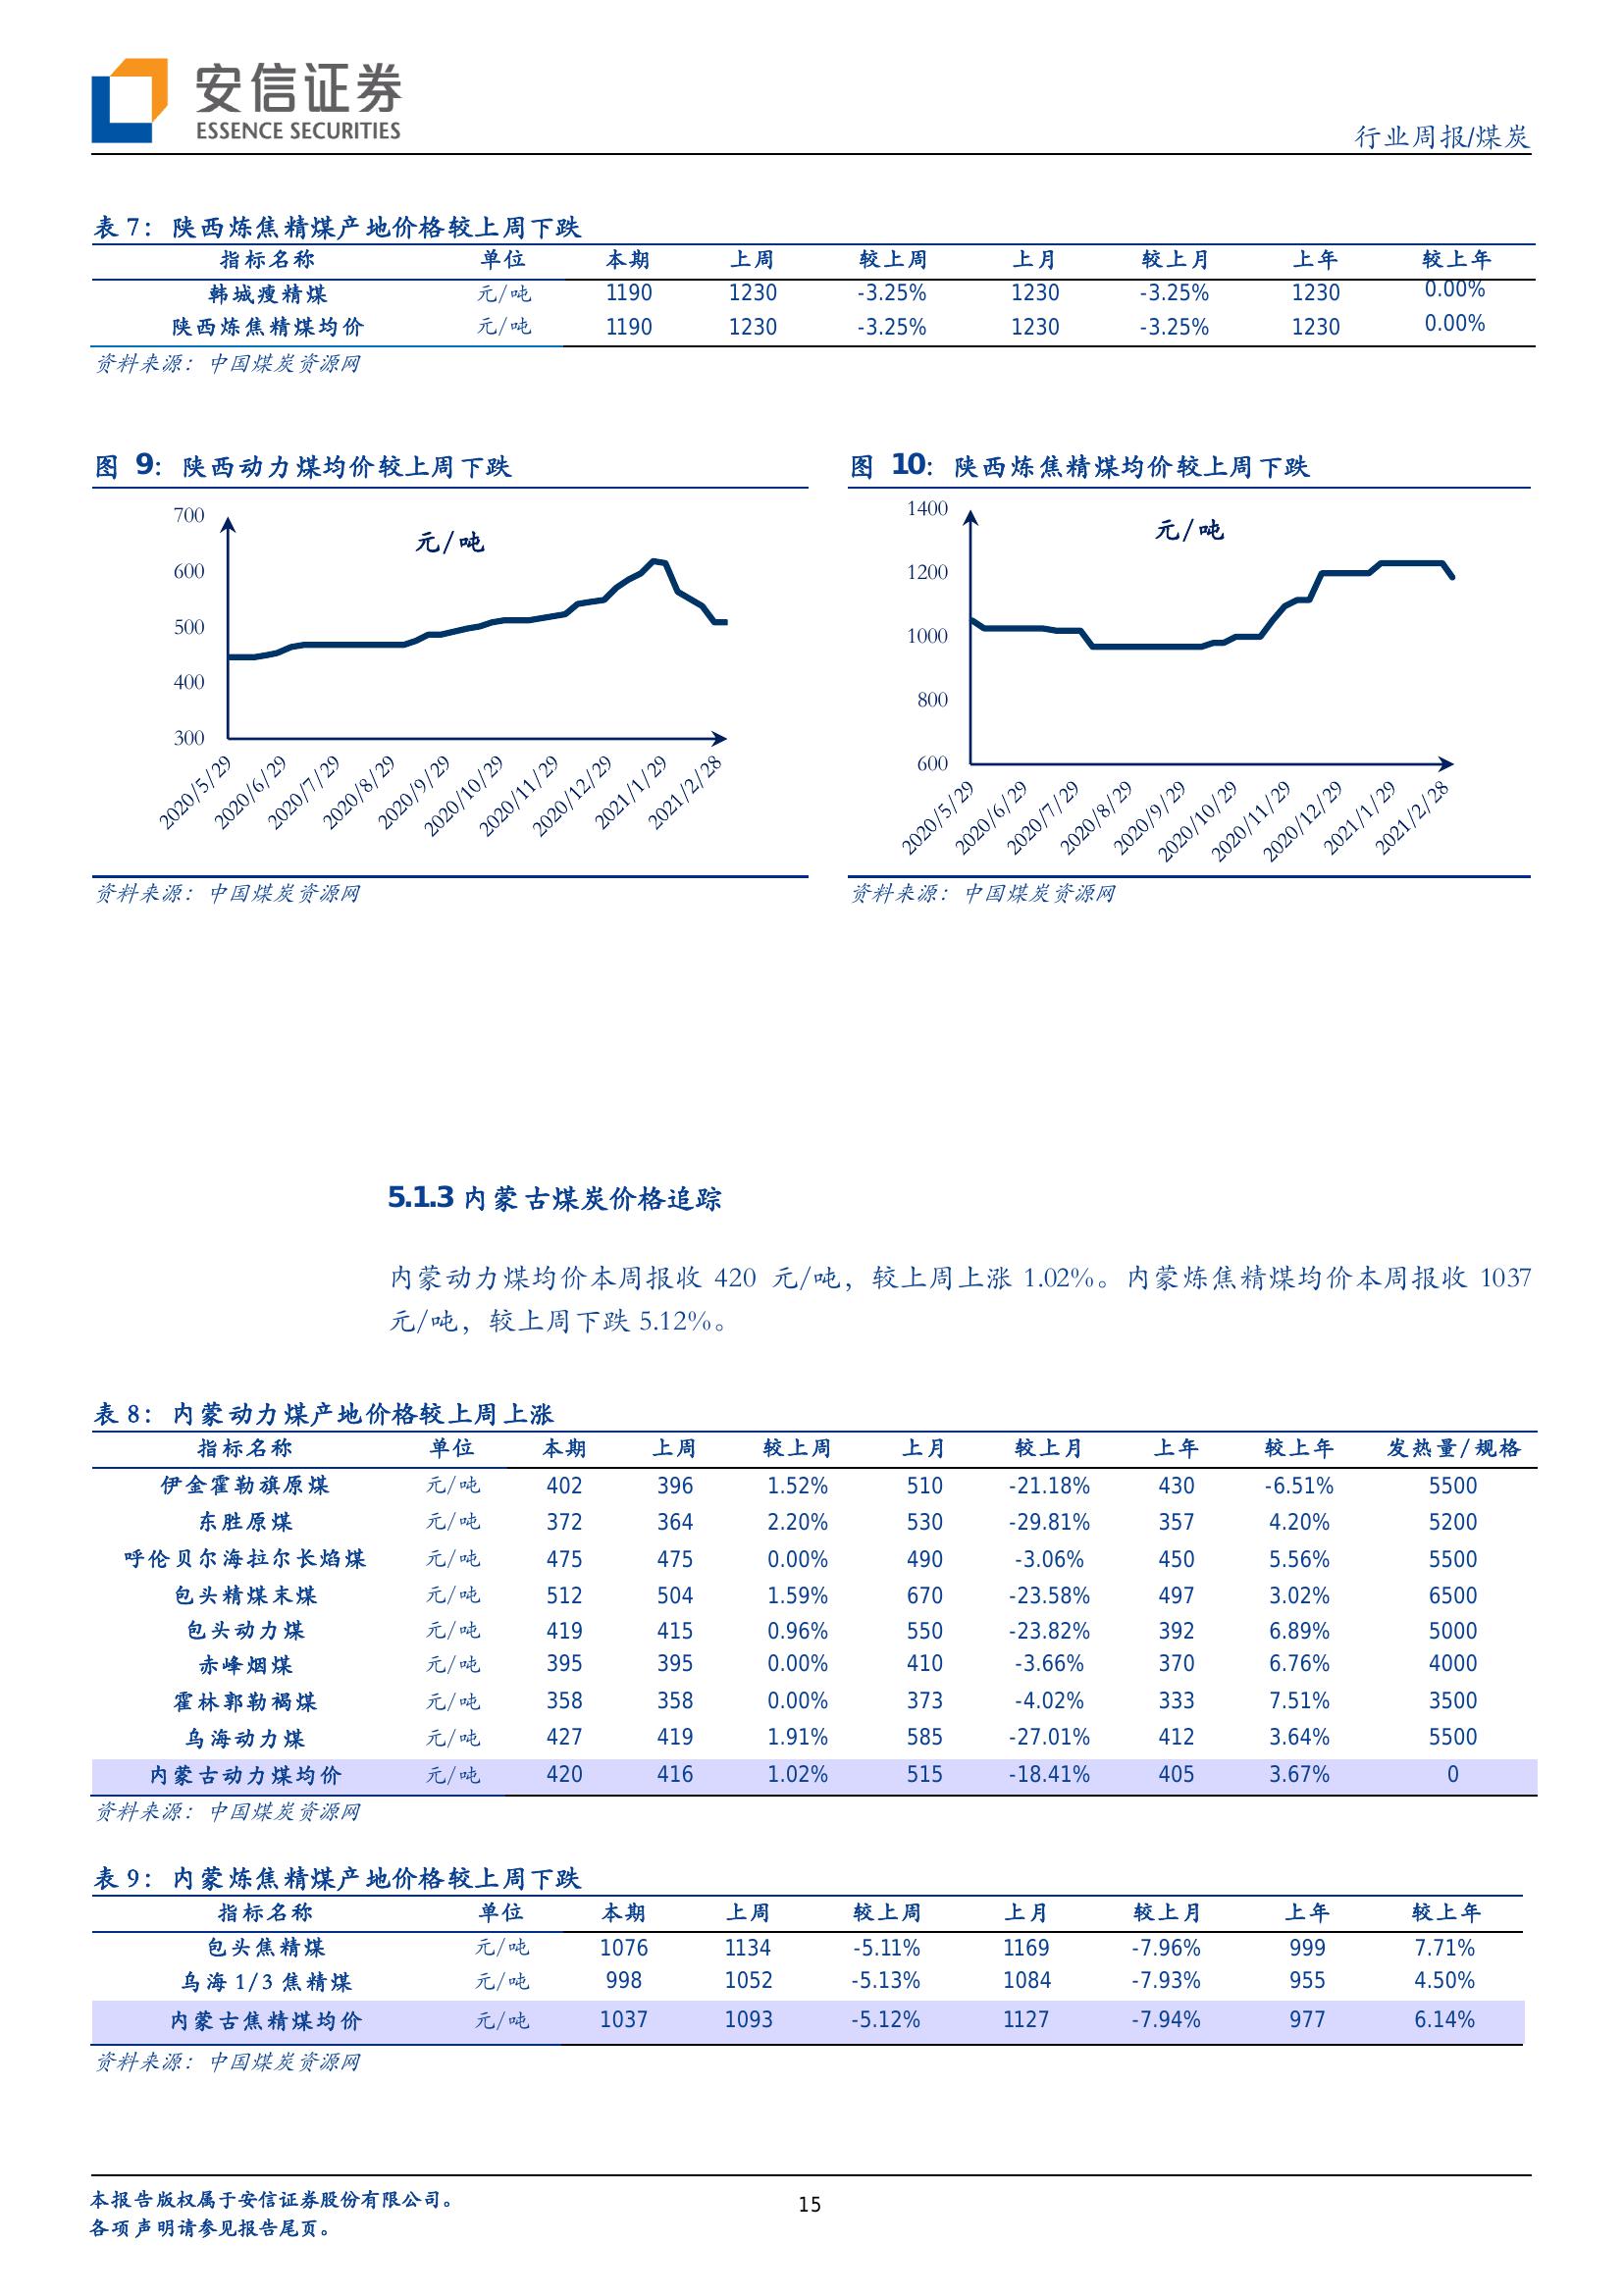 安信证券
ESSENCE SECURITIES
行业周报/煤炭
表 7：陕西炼焦精煤产地价格较上周下跌
指标名称 单位 本期 上周 较上周 上月 较上月 上年 较上年
韩城瘦精煤 元/吨 1190 1230 -3.25% 1230 -3.25% 1230 0.00%
陕西炼焦精煤均价 元/吨 1190 1230 -3.25% 1230 -3.25% 1230 0.00%
资料来源：中国煤炭资源网
图 9：陕西动力煤均价较上周下跌
元/吨
700
600
500
400
300
2020/5/29 2020/6/29 2020/7/29 2020/8/29 2020/9/29 2020/10/29 2020/11/29 2020/12/29 2021/1/29 2021/2/28
资料来源：中国煤炭资源网
图 10：陕西炼焦精煤均价较上周下跌
元/吨
1400
1200
1000
800
600
2020/5/29 2020/6/29 2020/7/29 2020/8/29 2020/9/29 2020/10/29 2020/11/29 2020/12/29 2021/1/29 2021/2/28
资料来源：中国煤炭资源网
5.1.3 内蒙古煤炭价格追踪
内蒙动力煤均价本周报收 420 元/吨，较上周上涨 1.02%。内蒙炼焦精煤均价本周报收 1037
元/吨，较上周下跌 5.12%。
表 8：内蒙动力煤产地价格较上周上涨
指标名称 单位 本期 上周 较上周 上月 较上月 上年 较上年 发热量/规格
伊金霍勒旗原煤 元/吨 402 396 1.52% 510 -21.18% 430 -6.51% 5500
东胜原煤 元/吨 372 364 2.20% 530 -29.81% 357 4.20% 5200
呼伦贝尔海拉尔长焰煤 元/吨 475 475 0.00% 490 -3.06% 450 5.56% 5500
包头精煤末煤 元/吨 512 504 1.59% 670 -23.58% 497 3.02% 6500
包头动力煤 元/吨 419 415 0.96% 550 -23.82% 392 6.89% 5000
赤峰烟煤 元/吨 395 395 0.00% 410 -3.66% 370 6.76% 4000
霍林郭勒褐煤 元/吨 358 358 0.00% 373 -4.02% 333 7.51% 3500
乌海动力煤 元/吨 427 419 1.91% 585 -27.01% 412 3.64% 5500
内蒙古动力煤均价 元/吨 420 416 1.02% 515 -18.41% 405 3.67% 0
资料来源：中国煤炭资源网
表 9：内蒙炼焦精煤产地价格较上周下跌
指标名称 单位 本期 上周 较上周 上月 较上月 上年 较上年
包头焦精煤 元/吨 1076 1134 -5.11% 1169 -7.96% 999 7.71%
乌海 1/3 焦精煤 元/吨 998 1052 -5.13% 1084 -7.93% 955 4.50%
内蒙古焦精煤均价 元/吨 1037 1093 -5.12% 1127 -7.94% 977 6.14%
资料来源：中国煤炭资源网
本报告版权属于安信证券股份有限公司。
各项声明请参见报告尾页。
15